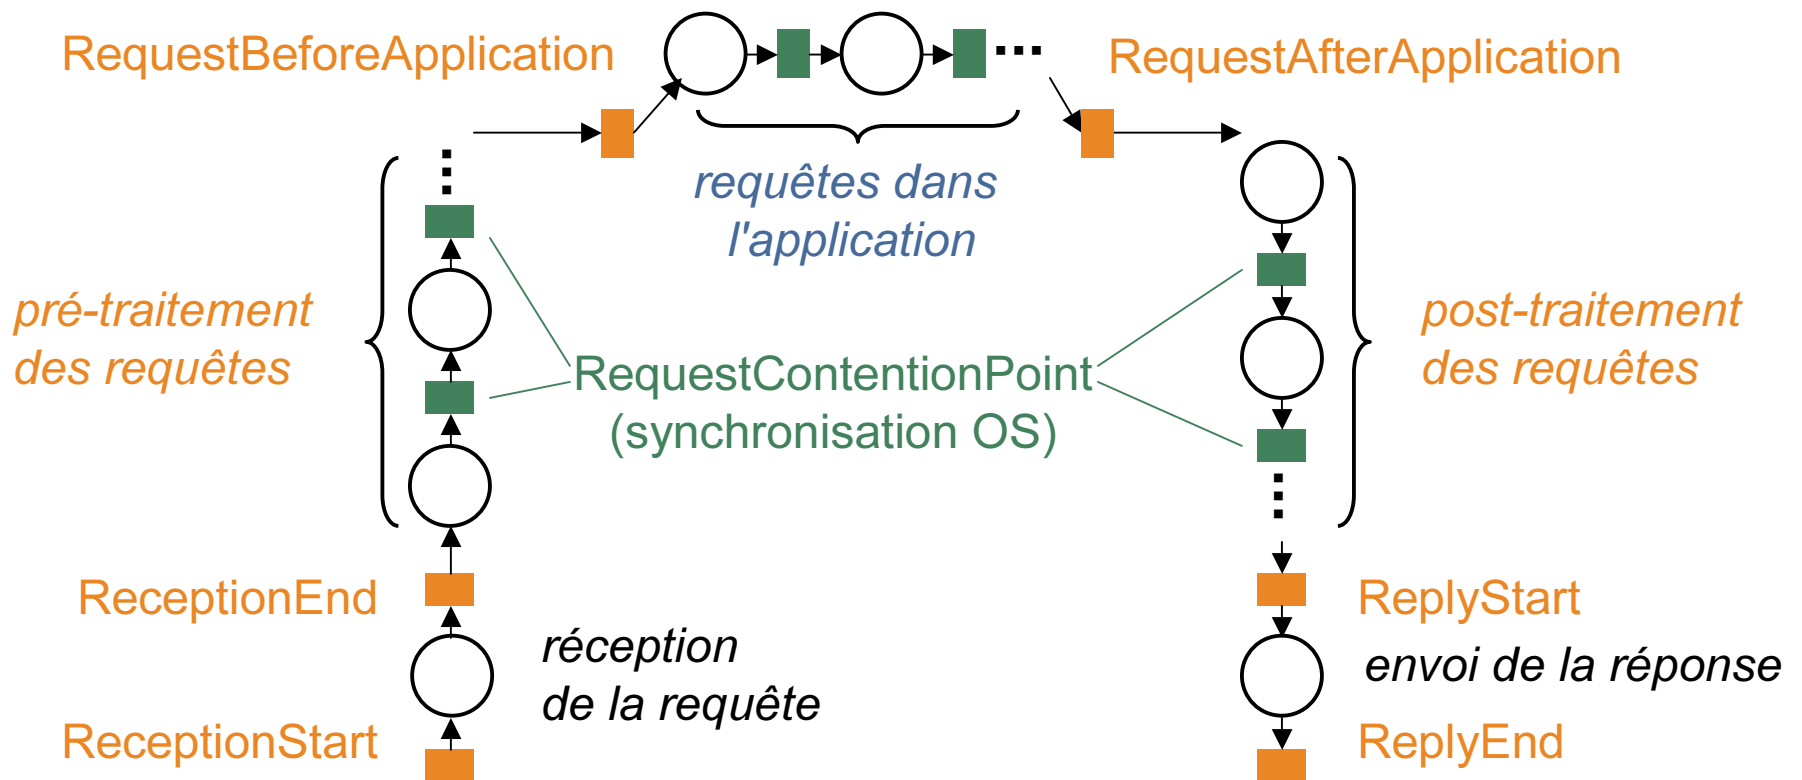 RequestBeforeApplication
RequestAfterApplication
requêtes dans
l'application
pré-traitement
des requêtes
RequestContentionPoint
(synchronisation OS)
post-traitement
des requêtes
ReceptionEnd
réception
de la requête
ReceptionStart
ReplyStart
envoi de la réponse
ReplyEnd